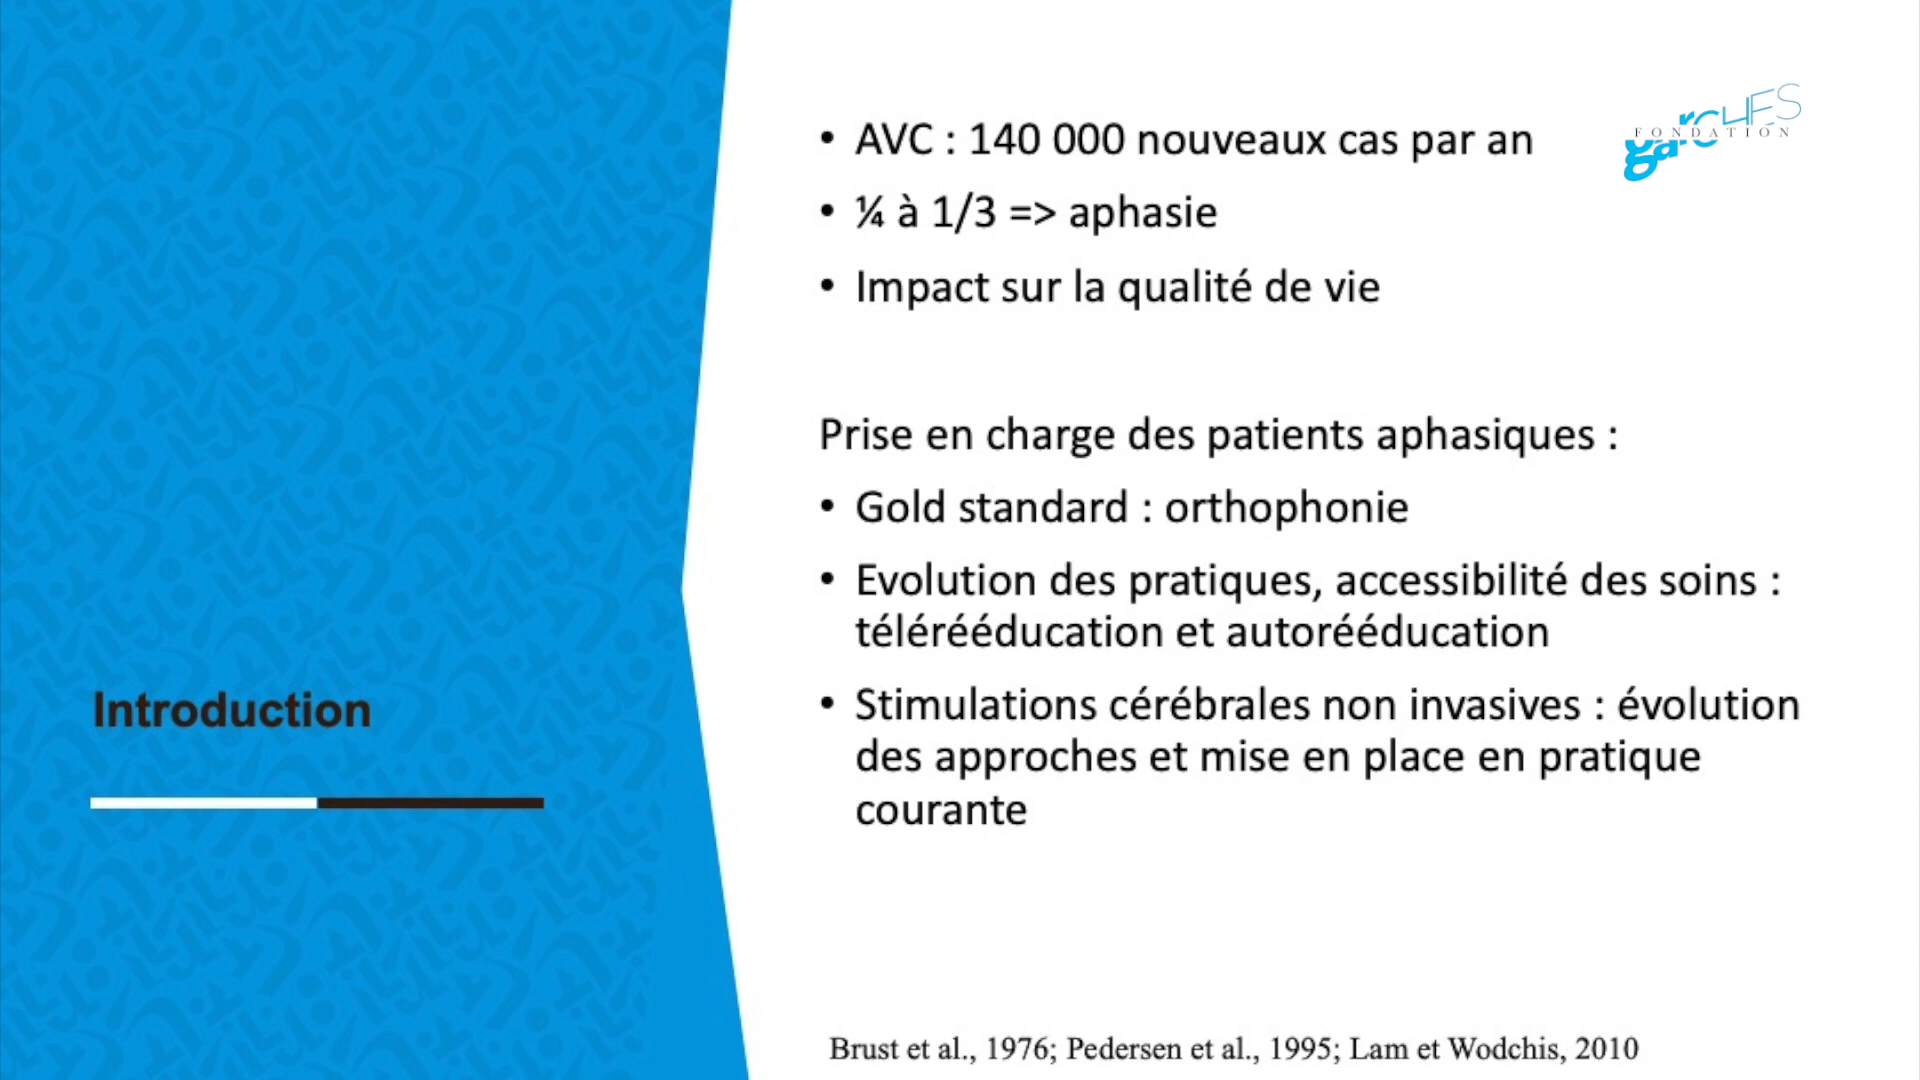 garches
FONDATION
• AVC : 140 000 nouveaux cas par an
• ¼ à 1/3 => aphasie
• Impact sur la qualité de vie
Prise en charge des patients aphasiques :
• Gold standard : orthophonie
• Evolution des pratiques, accessibilité des soins :
télérééducation et autorééducation
• Stimulations cérébrales non invasives : évolution
des approches et mise en place en pratique
courante
Introduction
Brust et al., 1976; Pedersen et al., 1995; Lam et Wodchis, 2010